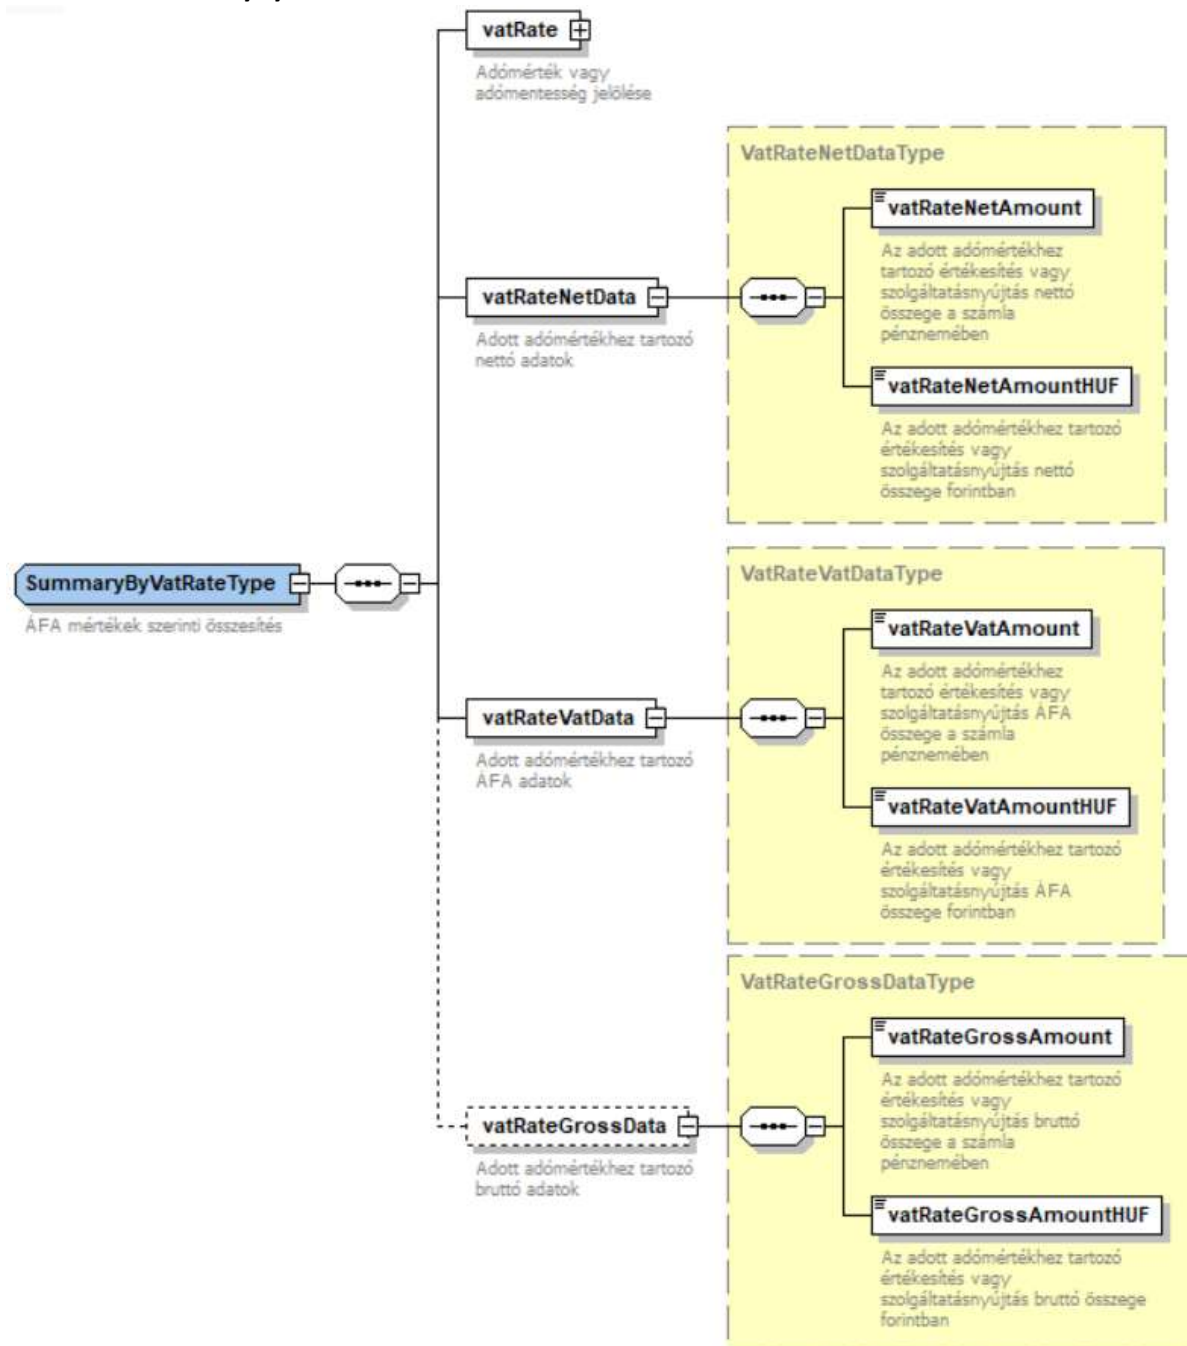 vatRate
Adómérték vagy
adómentesség jelölése
VatRateNetDataType
vatRateNetAmount
Az adott adómértékhez
tartozó értékesítés vagy
szolgáltatásnyújtás nettó
összege a számla
pénznemében
vatRateNetData
Adott adómértékhez tartozó
nettó adatok
vatRateNetAmountHUF
Az adott adómértékhez tartozó
értékesítés vagy
szolgáltatásnyújtás nettó
összege forintban
SummaryByVatRateType
ÁFA mértékek szerinti összesítés
VatRateVatDataType
vatRateVatAmount
Az adott adómértékhez
tartozó értékesítés vagy
szolgáltatásnyújtás ÁFA
összege a számla
pénznemében
vatRateVatData
Adott adómértékhez tartozó
ÁFA adatok
vatRateVatAmountHUF
Az adott adómértékhez tartozó
értékesítés vagy
szolgáltatásnyújtás ÁFA
összege forintban
VatRateGrossDataType
vatRateGrossAmount
Az adott adómértékhez tartozó
értékesítés vagy
szolgáltatásnyújtás bruttó
összege a számla
pénznemében
vatRateGrossData
Adott adómértékhez tartozó
bruttó adatok
vatRateGrossAmountHUF
Az adott adómértékhez tartozó
értékesítés vagy
szolgáltatásnyújtás bruttó összege
forintban